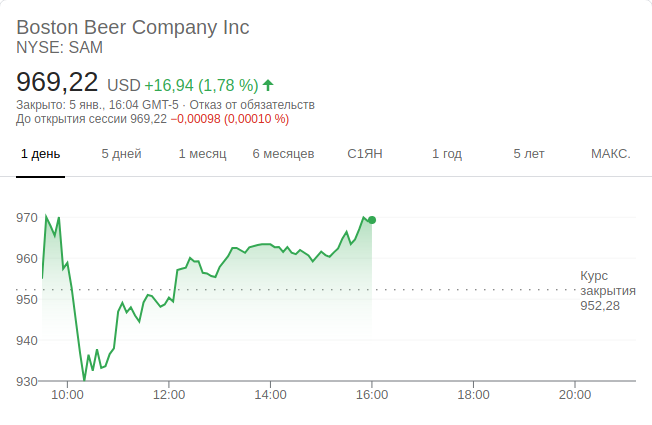 Boston Beer Company Inc
NYSE: SAM
969,22 USD +16,94 (1,78 %)
Закрыто: 5 янв., 16:04 GMT-5 · Отказ от обязательств
До открытия сессии 969,22 −0,00098 (0,00010 %)
1 день 5 дней 1 месяц 6 месяцев С1ЯН 1 год 5 лет МАКС.
970
960
Курс
закрытия
950
952,28
940
930
10:00 12:00 14:00 16:00 18:00 20:00